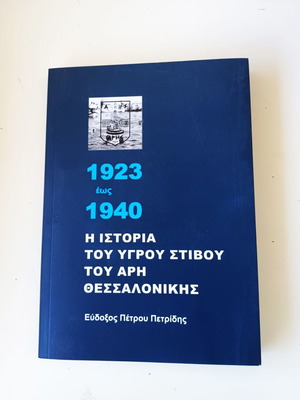 1923
έως
1940
Η ΙΣΤΟΡΙΑ
ΤΟΥ ΥΓΡΟΥ ΣΤΙΒΟΥ
ΤΟΥ ΑΡΗ
ΘΕΣΣΑΛΟΝΙΚΗΣ
Εύδοξος Πέτρου Πετρίδης